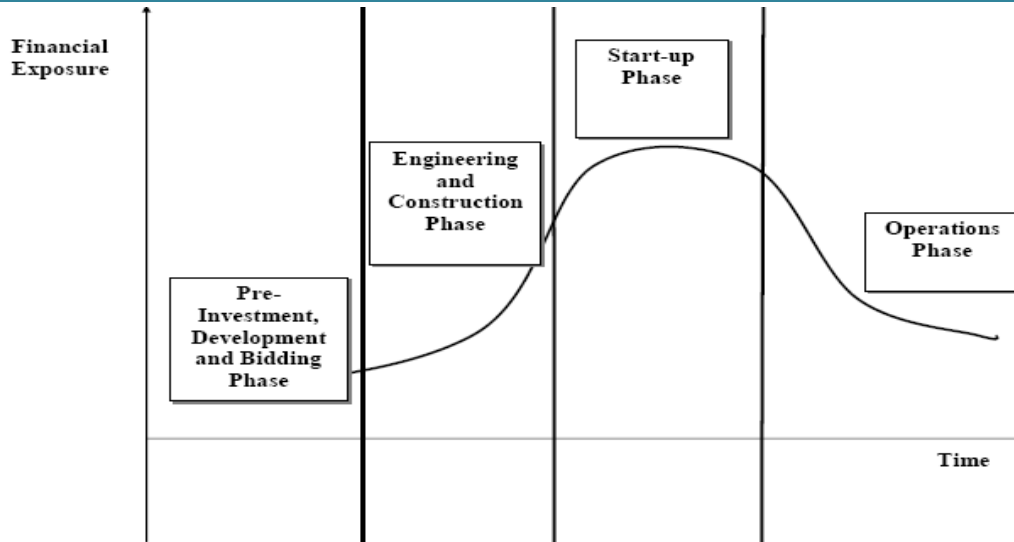 Financial
Exposure
Start-up
Phase
Engineering
and
Construction
Phase
Operations
Phase
Pre-
Investment,
Development
and Bidding
Phase
Time